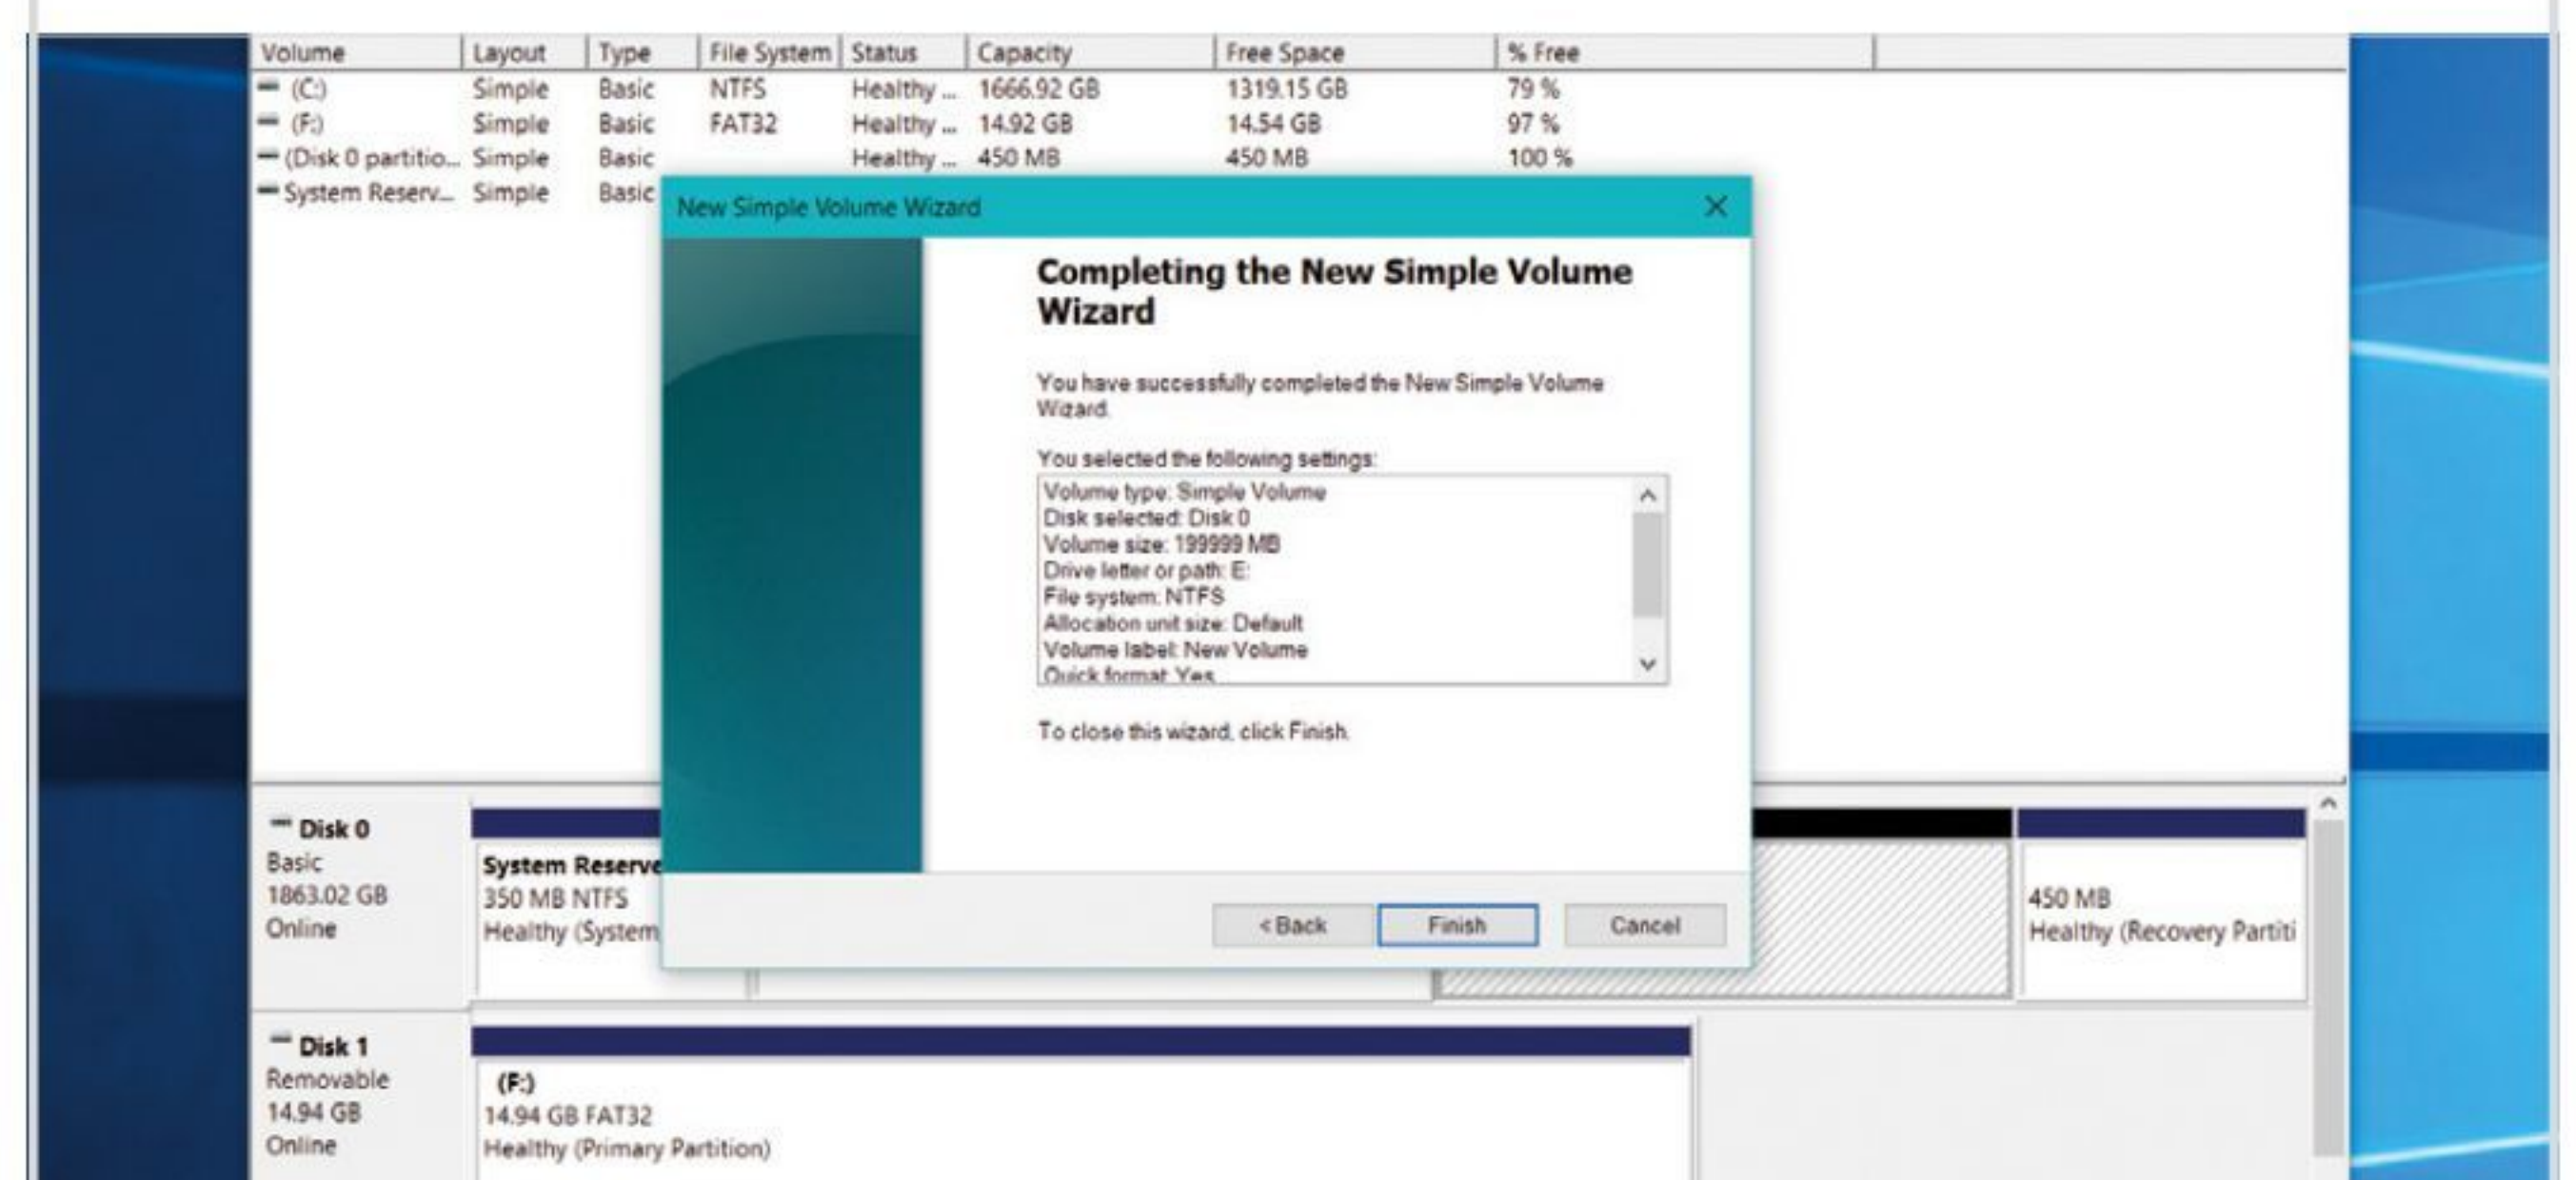 Volume Layout Type File System Status Capacity Free Space % Free
(C:) Simple Basic NTFS Healthy ... 1666.92 GB 1319.15 GB 79 %
(F:) Simple Basic FAT32 Healthy ... 14.92 GB 14.54 GB 97 %
(Disk 0 partitio... Simple Basic Healthy ... 450 MB 450 MB 100 %
System Reserv... Simple Basic
New Simple Volume Wizard
Completing the New Simple Volume
Wizard
You have successfully completed the New Simple Volume
Wizard.
You selected the following settings:
Volume type: Simple Volume
Disk selected: Disk 0
Volume size: 199999 MB
Drive letter or path: E:
File system: NTFS
Allocation unit size: Default
Volume label: New Volume
Quick format: Yes
To close this wizard, click Finish.
< Back Finish Cancel
Disk 0
Basic
1863.02 GB
Online
System Reserve
350 MB NTFS
Healthy (System
450 MB
Healthy (Recovery Partiti
Disk 1
Removable
14.94 GB
Online
(F:)
14.94 GB FAT32
Healthy (Primary Partition)